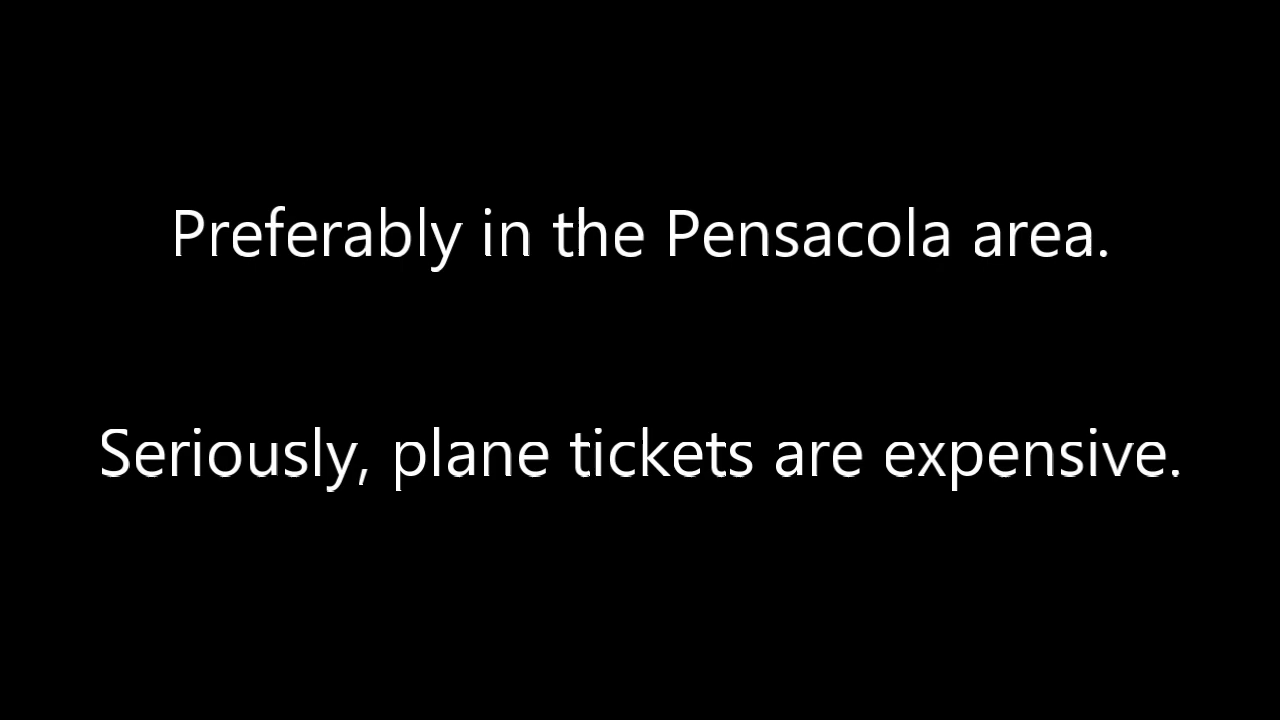 Preferably in the Pensacola area.
Seriously, plane tickets are expensive.